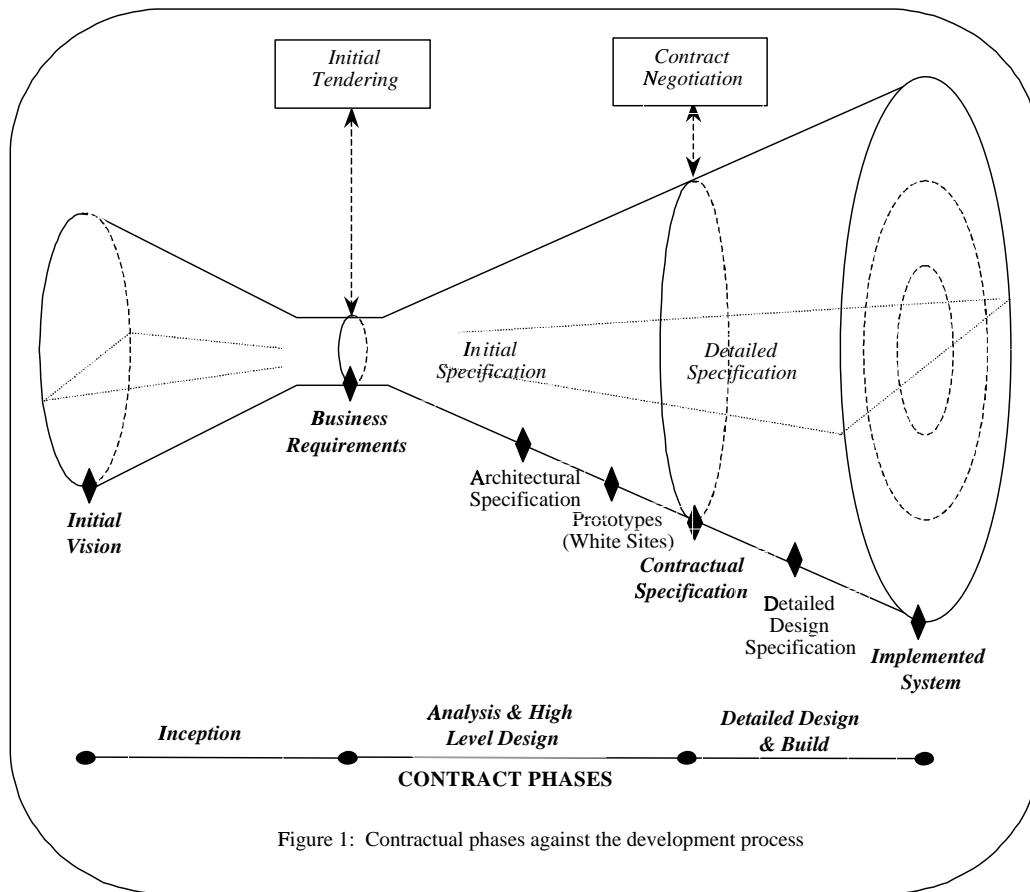 Initial
Tendering
Contract
Negotiation
Initial
Specification
Detailed
Specification
Business
Requirements
Architectural
Specification
Prototypes
(White Sites)
Initial
Vision
Contractual
Specification
Detailed
Design
Specification
Implemented
System
Inception
Analysis & High
Level Design
Detailed Design
& Build
CONTRACT PHASES
Figure 1: Contractual phases against the development process